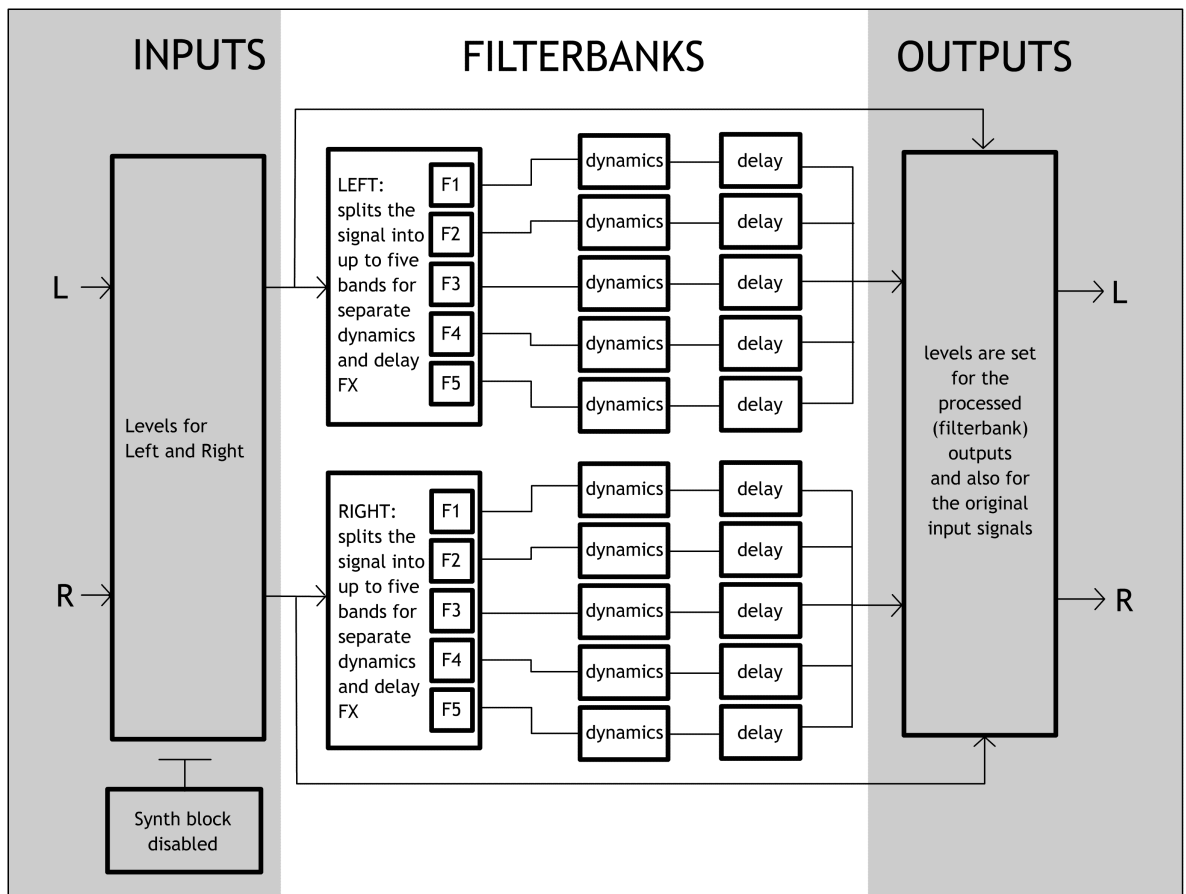 INPUTS
FILTERBANKS
OUTPUTS
L
R
Levels for
Left and Right
Synth block
disabled
LEFT:
splits the
signal into
up to five
bands for
separate
dynamics
and delay
FX
F1
F2
F3
F4
F5
dynamics
delay
dynamics
delay
dynamics
delay
dynamics
delay
dynamics
delay
RIGHT:
splits the
signal into
up to five
bands for
separate
dynamics
and delay
FX
F1
F2
F3
F4
F5
dynamics
delay
dynamics
delay
dynamics
delay
dynamics
delay
dynamics
delay
levels are set
for the
processed
(filterbank)
outputs
and also for
the original
input signals
L
R